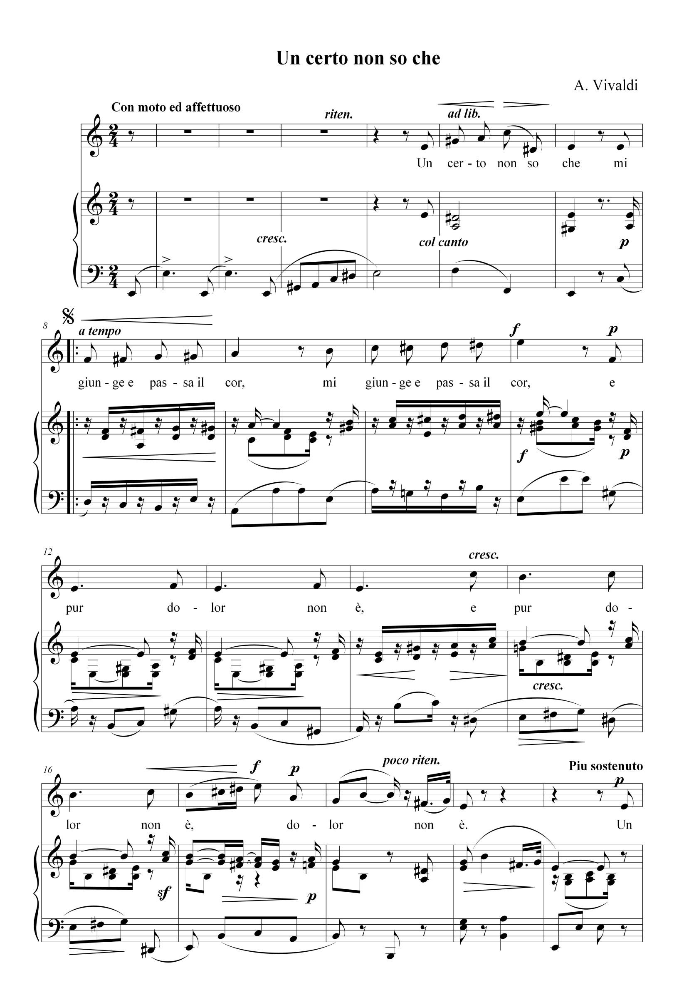 Un certo non so che
A. Vivaldi
Con moto ed affettuoso
riten.
ad lib.
Un cer - to non so che mi
cresc.
col canto
p
8
a tempo
f p
giun - ge e pas - sa il cor, mi giun - ge e pas - sa il cor, e
f p
12
cresc.
pur do - lor non è, e pur do -
cresc.
16
f p
poco riten.
Piu sostenuto
p
lor non è, do - lor non è. Un
sf p